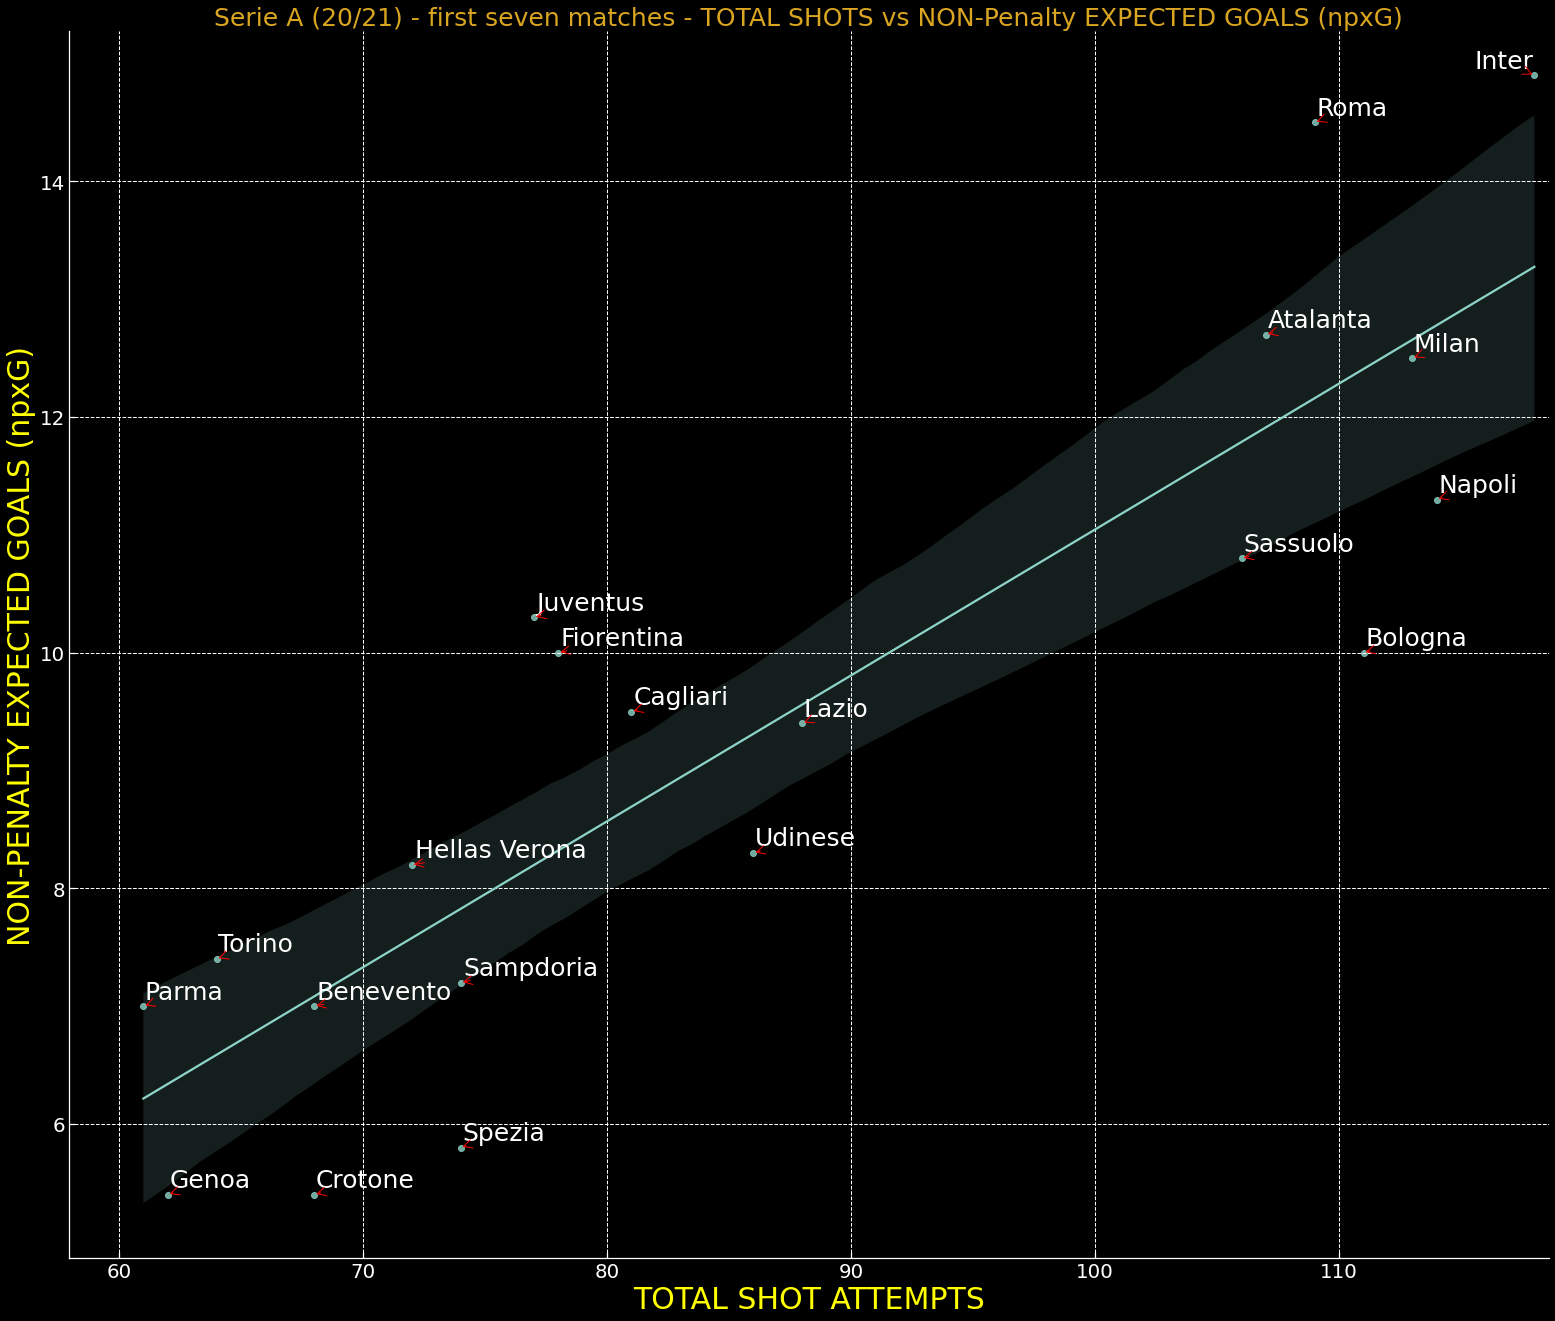 Serie A (20/21) - first seven matches - TOTAL SHOTS vs NON-Penalty EXPECTED GOALS (npxG)
Inter
Roma
14
Atalanta
Milan
12
Napoli
Sassuolo
Juventus
Fiorentina
Bologna
10
Cagliari
Lazio
Udinese
Hellas Verona
8
Torino
Sampdoria
Parma
Benevento
6
Spezia
Genoa
Crotone
NON-PENALTY EXPECTED GOALS (npxG)
60 70 80 90 100 110
TOTAL SHOT ATTEMPTS